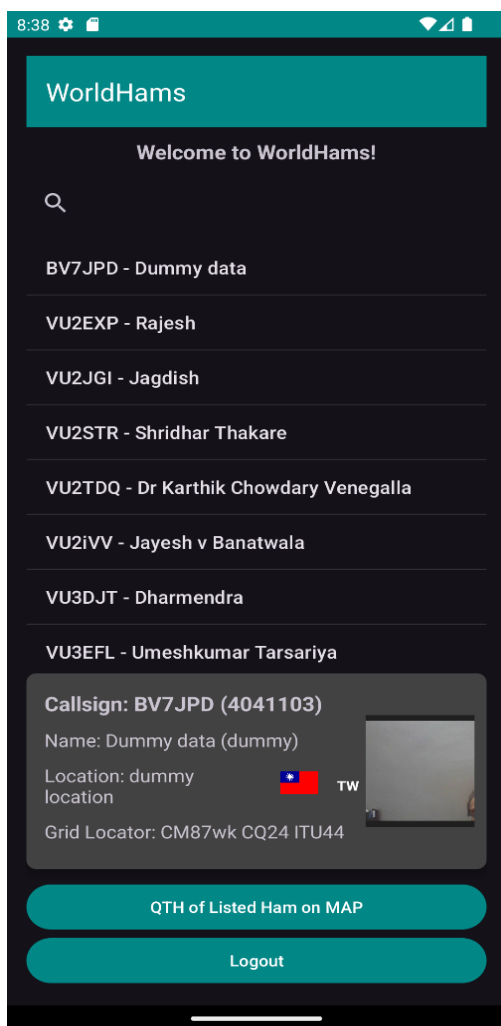 8:38
WorldHams
Welcome to WorldHams!
BV7JPD - Dummy data
VU2EXP - Rajesh
VU2JGI - Jagdish
VU2STR - Shridhar Thakare
VU2TDQ - Dr Karthik Chowdary Venegalla
VU2iVV - Jayesh v Banatwala
VU3DJT - Dharmendra
VU3EFL - Umeshkumar Tarsariya
Callsign: BV7JPD (4041103)
Name: Dummy data (dummy)
Location: dummy
location
TW
Grid Locator: CM87wk CQ24 ITU44
QTH of Listed Ham on MAP
Logout